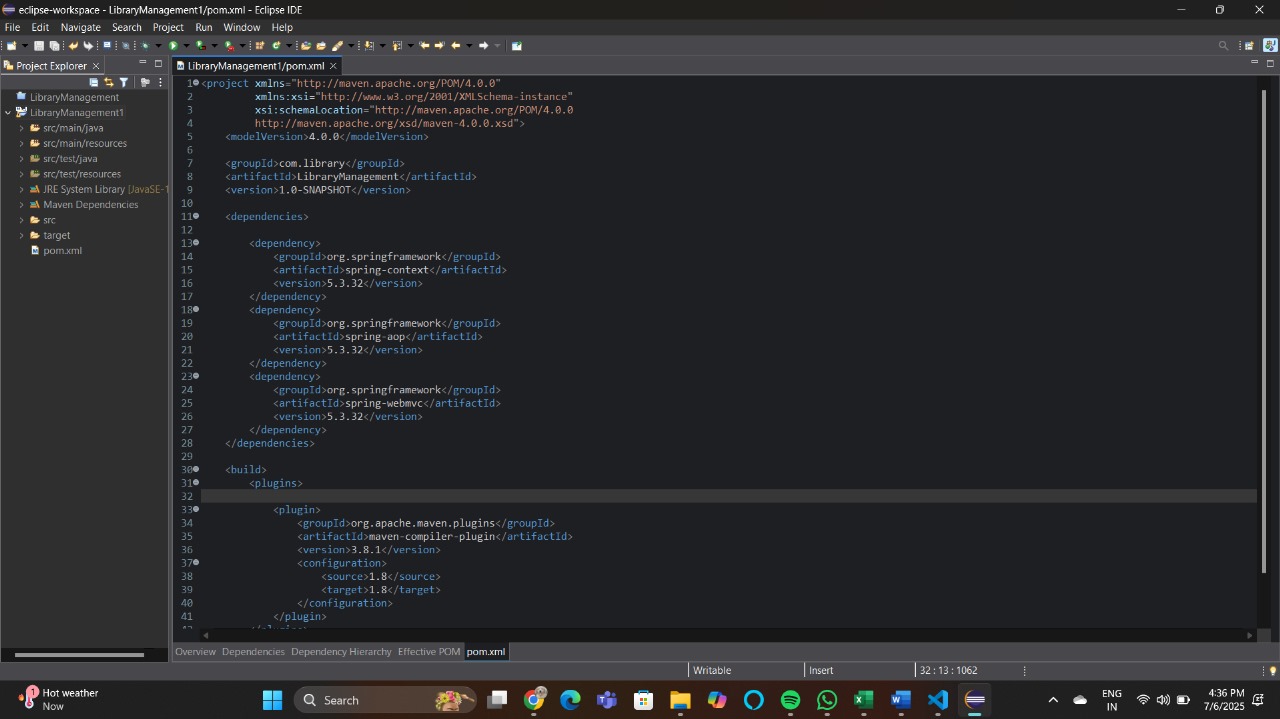 eclipse-workspace - LibraryManagement1/pom.xml - Eclipse IDE
File Edit Navigate Search Project Run Window Help
Project Explorer
LibraryManagement1/pom.xml
LibraryManagement
LibraryManagement1
src/main/java
src/main/resources
src/test/java
src/test/resources
JRE System Library [JavaSE-1
Maven Dependencies
src
target
pom.xml
1 <project xmlns="http://maven.apache.org/POM/4.0.0"
2 xmlns:xsi="http://www.w3.org/2001/XMLSchema-instance"
3 xsi:schemaLocation="http://maven.apache.org/POM/4.0.0
4 http://maven.apache.org/xsd/maven-4.0.0.xsd">
5 <modelVersion>4.0.0</modelVersion>
6
7 <groupId>com.library</groupId>
8 <artifactId>LibraryManagement</artifactId>
9 <version>1.0-SNAPSHOT</version>
10
11 <dependencies>
12
13 <dependency>
14 <groupId>org.springframework</groupId>
15 <artifactId>spring-context</artifactId>
16 <version>5.3.32</version>
17 </dependency>
18 <dependency>
19 <groupId>org.springframework</groupId>
20 <artifactId>spring-aop</artifactId>
21 <version>5.3.32</version>
22 </dependency>
23 <dependency>
24 <groupId>org.springframework</groupId>
25 <artifactId>spring-webmvc</artifactId>
26 <version>5.3.32</version>
27 </dependency>
28 </dependencies>
29
30 <build>
31 <plugins>
32
33 <plugin>
34 <groupId>org.apache.maven.plugins</groupId>
35 <artifactId>maven-compiler-plugin</artifactId>
36 <version>3.8.1</version>
37 <configuration>
38 <source>1.8</source>
39 <target>1.8</target>
40 </configuration>
41 </plugin>
Overview Dependencies Dependency Hierarchy Effective POM pom.xml
Writable Insert 32 : 13 : 1062
1 Hot weather
Now
Search
ENG
IN
4:36 PM
7/6/2025